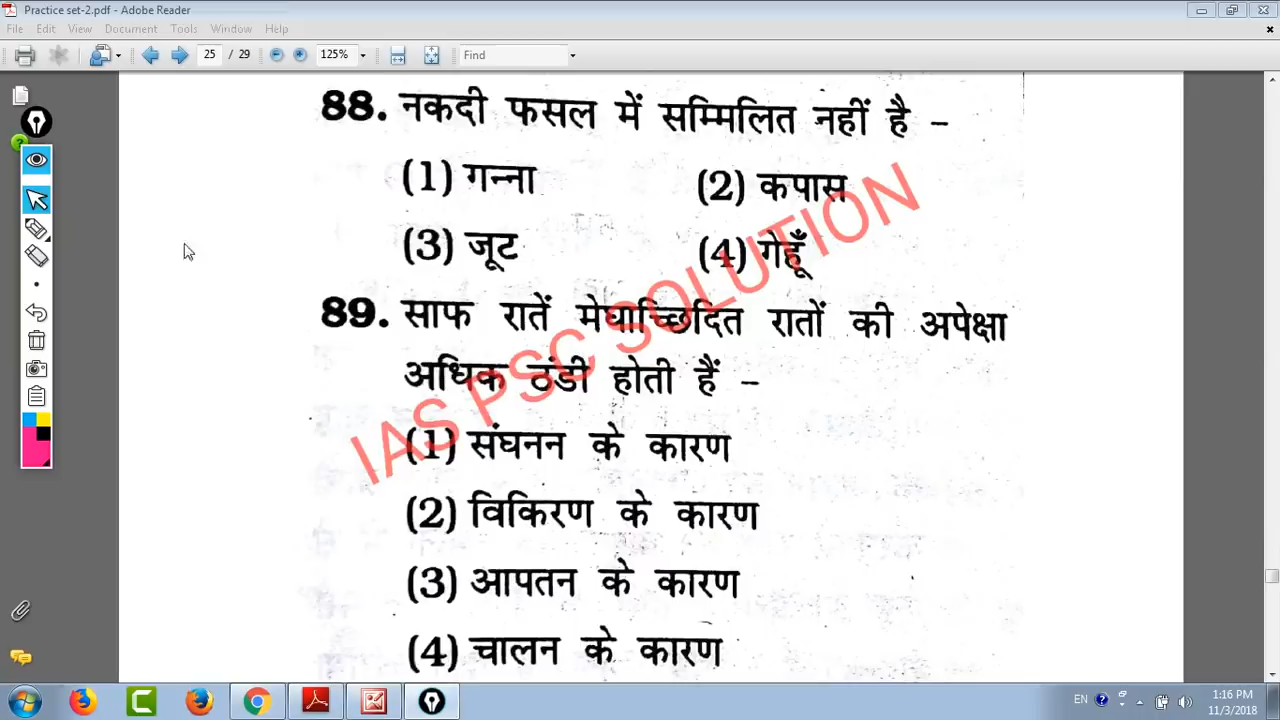 Practice set-2.pdf - Adobe Reader
File Edit View Document Tools Window Help
25 / 29 125% Find
88. नकदी फसल में सम्मिलित नहीं है –
(1) गन्ना (2) कपास
(3) जूट (4) गेहूँ
89. साफ रातें मेघाच्छिदित रातों की अपेक्षा
अधिक ठंडी होती हैं –
(1) संघनन के कारण
(2) विकिरण के कारण
(3) आपतन के कारण
(4) चालन के कारण
IAS PSC SOLUTION
EN 1:16 PM
11/3/2018